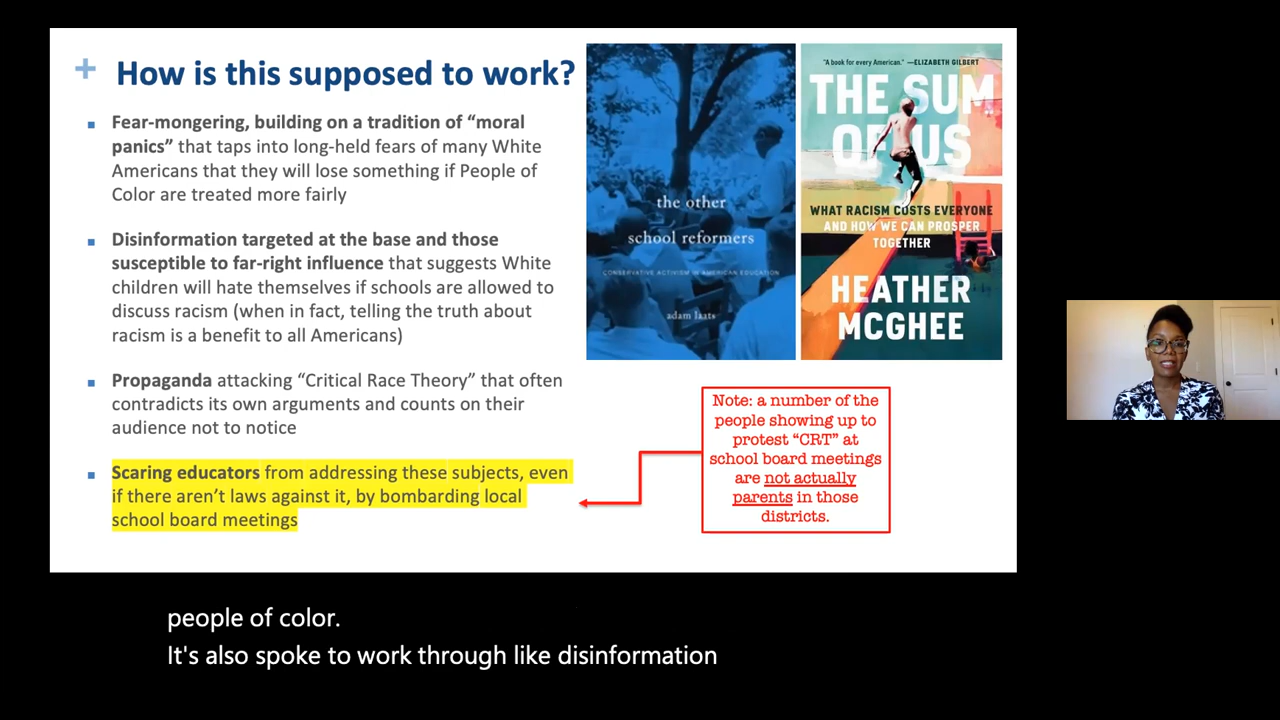 + How is this supposed to work?
▪ Fear-mongering, building on a tradition of “moral
panics” that taps into long-held fears of many White
Americans that they will lose something if People of
Color are treated more fairly
▪ Disinformation targeted at the base and those
susceptible to far-right influence that suggests White
children will hate themselves if schools are allowed to
discuss racism (when in fact, telling the truth about
racism is a benefit to all Americans)
▪ Propaganda attacking “Critical Race Theory” that often
contradicts its own arguments and counts on their
audience not to notice
▪ Scaring educators from addressing these subjects, even
if there aren’t laws against it, by bombarding local
school board meetings
the other
school reformers
CONSERVATIVE ACTIVISM IN AMERICAN EDUCATION
adam laats
"A book for every American." —ELIZABETH GILBERT
THE SUM
OF US
WHAT RACISM COSTS EVERYONE
AND HOW WE CAN PROSPER
TOGETHER
HEATHER
MCGHEE
Note: a number of the
people showing up to
protest “CRT” at
school board meetings
are not actually
parents in those
districts.
people of color.
It's also spoke to work through like disinformation